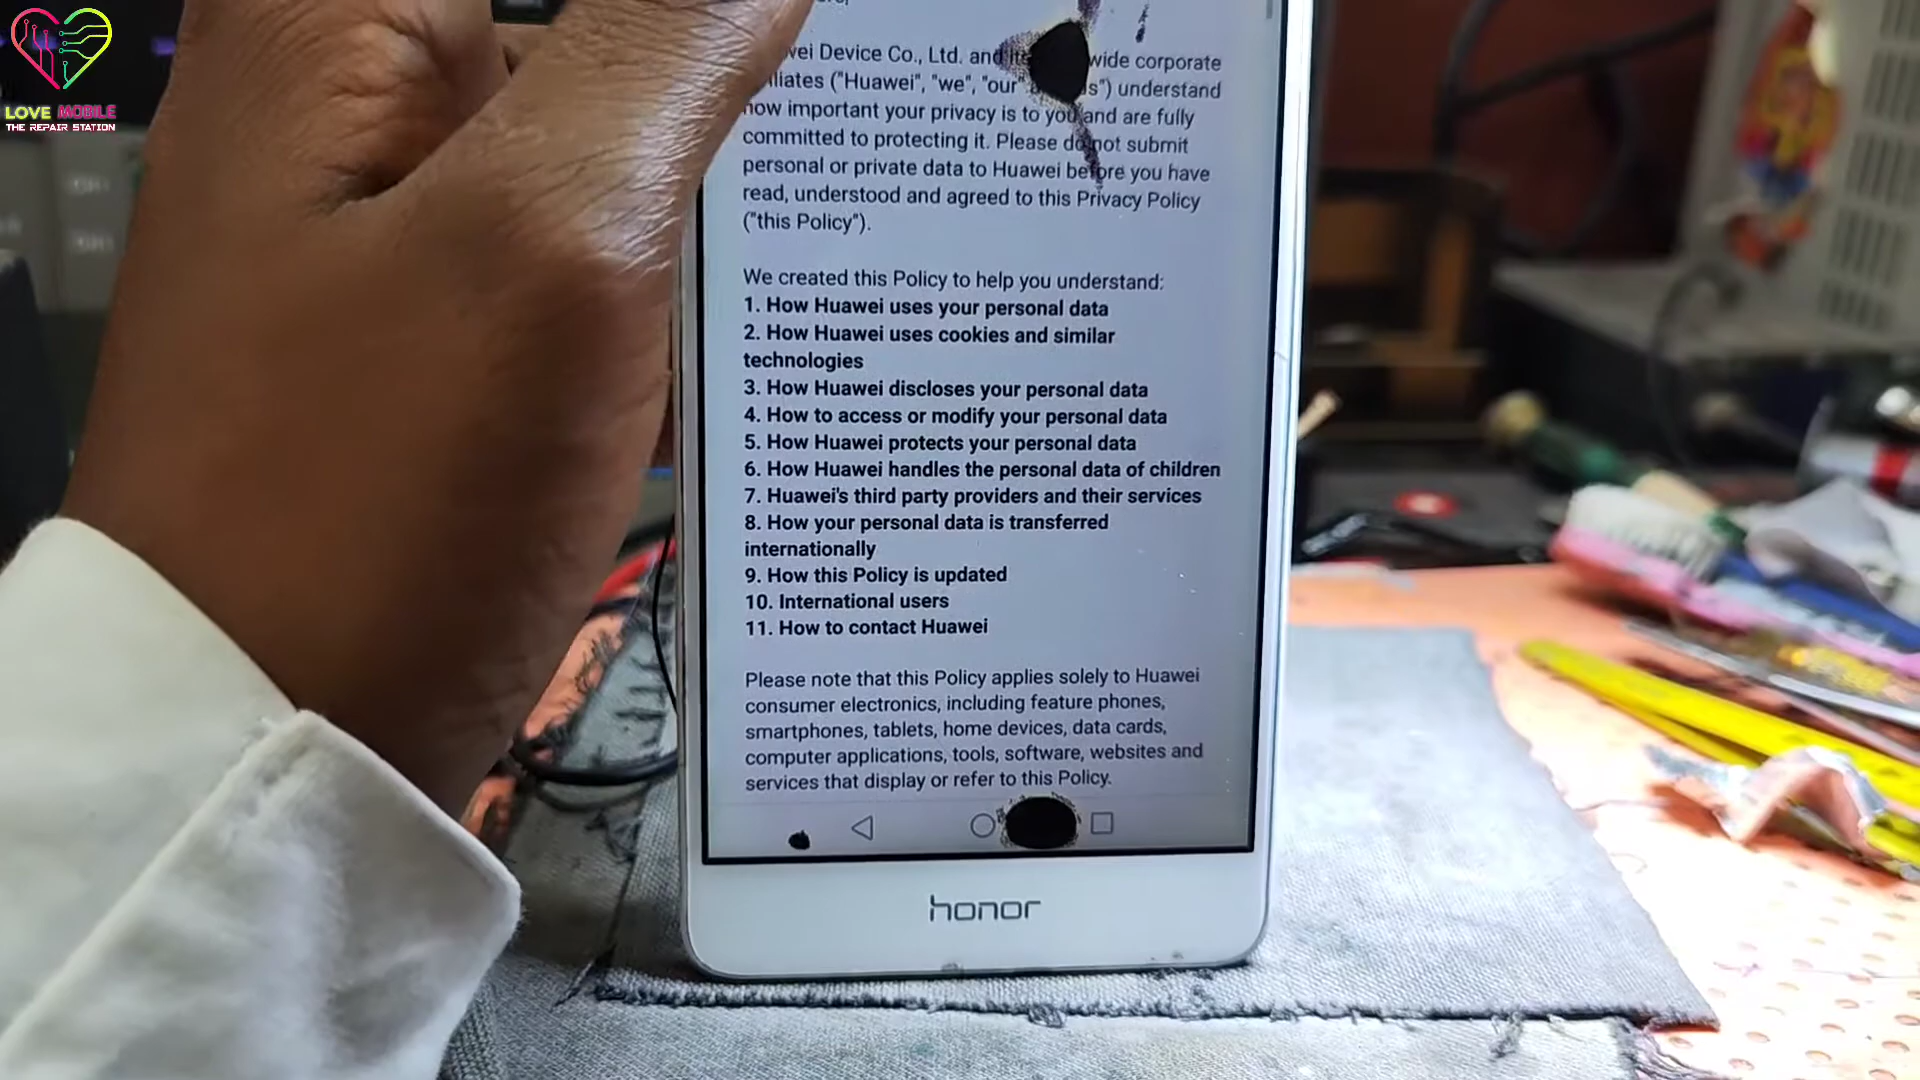 LOVE MOBILE
THE REPAIR STATION
Device Co., Ltd. and wide corporate
("Huawei", "we", "our" s") understand
how important your privacy is to you and are fully
committed to protecting it. Please do not submit
personal or private data to Huawei before you have
read, understood and agreed to this Privacy Policy
("this Policy").
We created this Policy to help you understand:
1. How Huawei uses your personal data
2. How Huawei uses cookies and similar
technologies
3. How Huawei discloses your personal data
4. How to access or modify your personal data
5. How Huawei protects your personal data
6. How Huawei handles the personal data of children
7. Huawei's third party providers and their services
8. How your personal data is transferred
internationally
9. How this Policy is updated
10. International users
11. How to contact Huawei
Please note that this Policy applies solely to Huawei
consumer electronics, including feature phones,
smartphones, tablets, home devices, data cards,
computer applications, tools, software, websites and
services that display or refer to this Policy.
honor